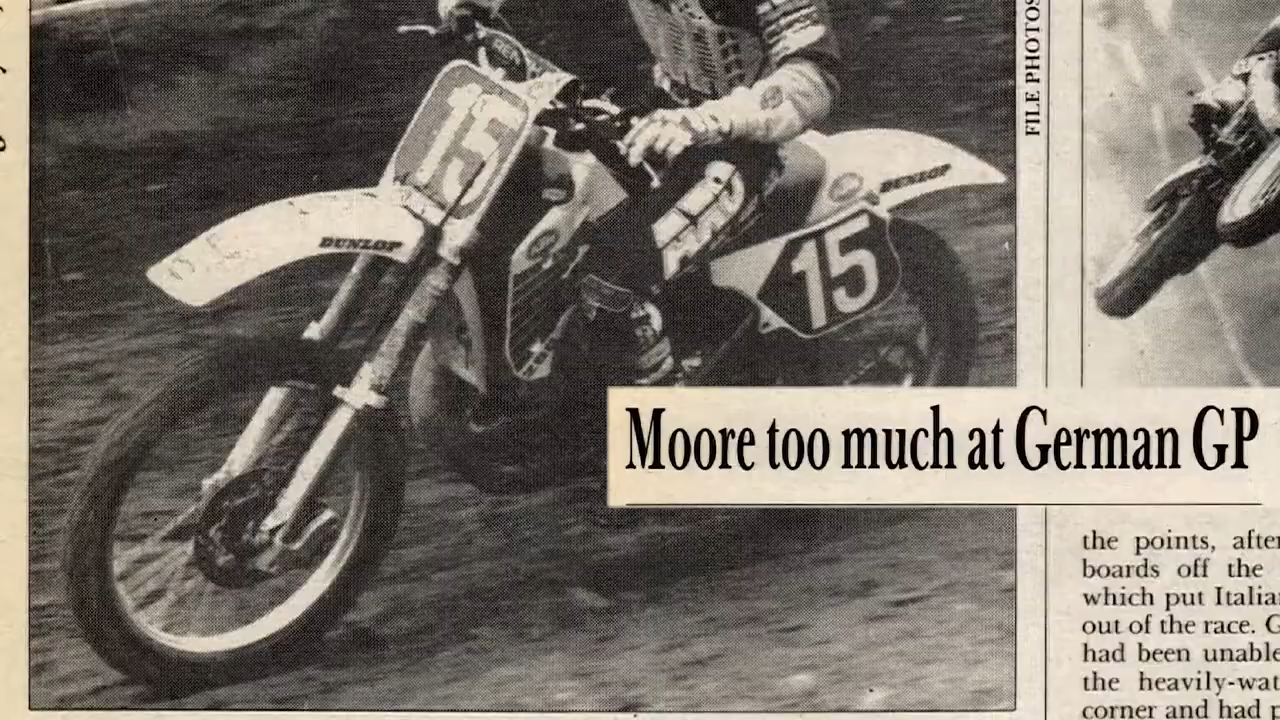 FILE PHOTOS
15
DUNLOP
DUNLOP
15
Moore too much at German GP
the points, after
boards off the
which put Italia
out of the race. G
had been unable
the heavily-wat
corner and had